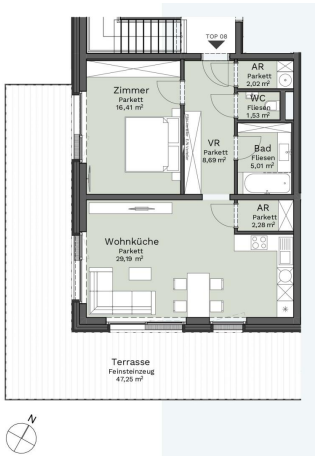 TOP 08
AR
Parkett
2,02 m²
Zimmer
Parkett
16,41 m²
WC
Fliesen
1,53 m²
VR
Parkett
8,69 m²
Bad
Fliesen
5,01 m²
AR
Parkett
2,28 m²
Wohnküche
Parkett
29,19 m²
Terrasse
Feinsteinzeug
47,25 m²
N